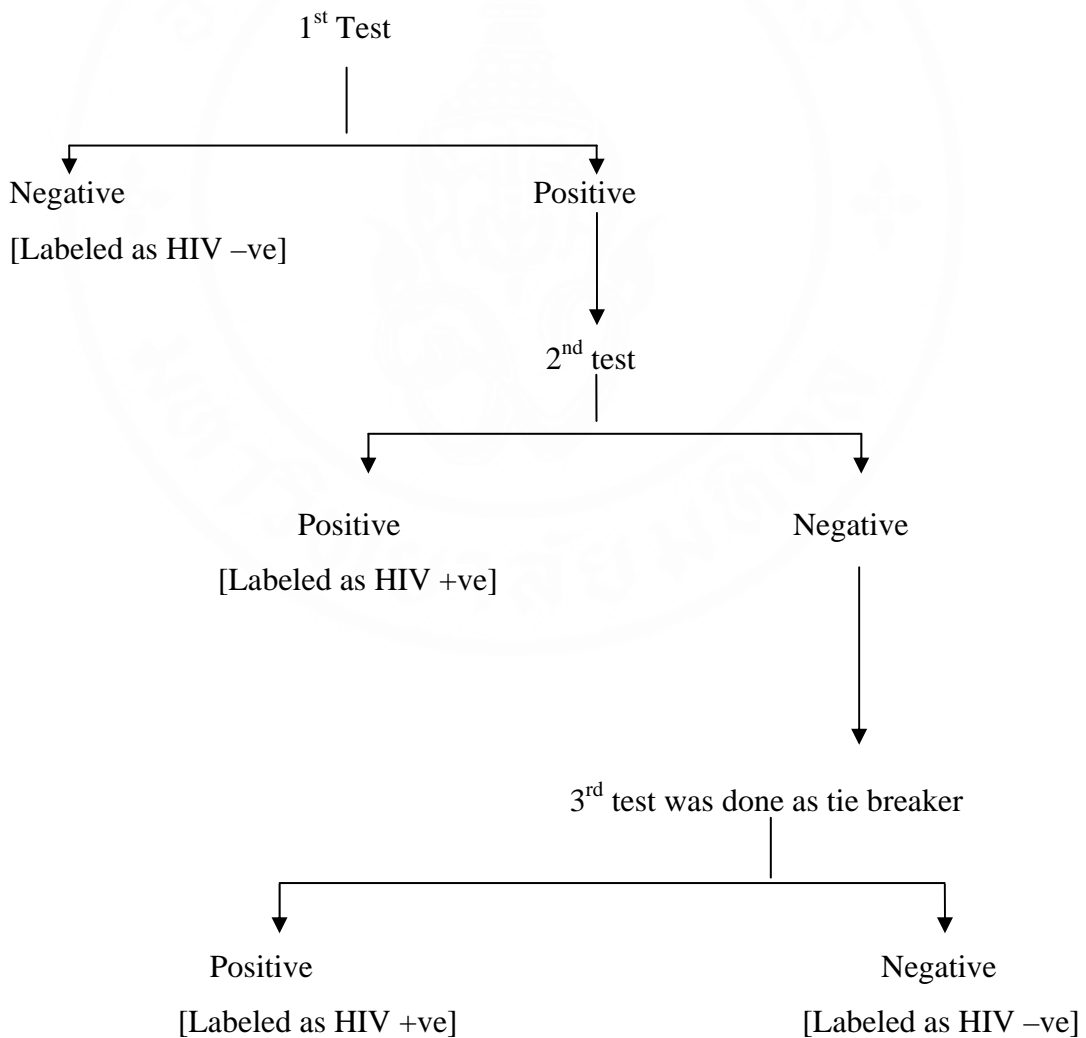 1st Test
Negative
Positive
[Labeled as HIV –ve]
2nd test
Positive
Negative
[Labeled as HIV +ve]
3rd test was done as tie breaker
Positive
Negative
[Labeled as HIV +ve]
[Labeled as HIV –ve]